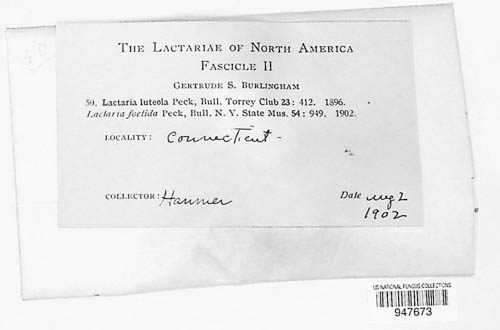 50
THE LACTARIAE OF NORTH AMERICA
FASCICLE II
GERTRUDE S. BURLINGHAM
50. Lactaria luteola Peck, Bull. Torrey Club 23: 412. 1896.
Lactaria foetida Peck, Bull. N. Y. State Mus. 54: 949. 1902.
LOCALITY: Connecticut -
COLLECTOR: Hanmer Date Aug 2
1902
US NATIONAL FUNGUS COLLECTIONS
947673